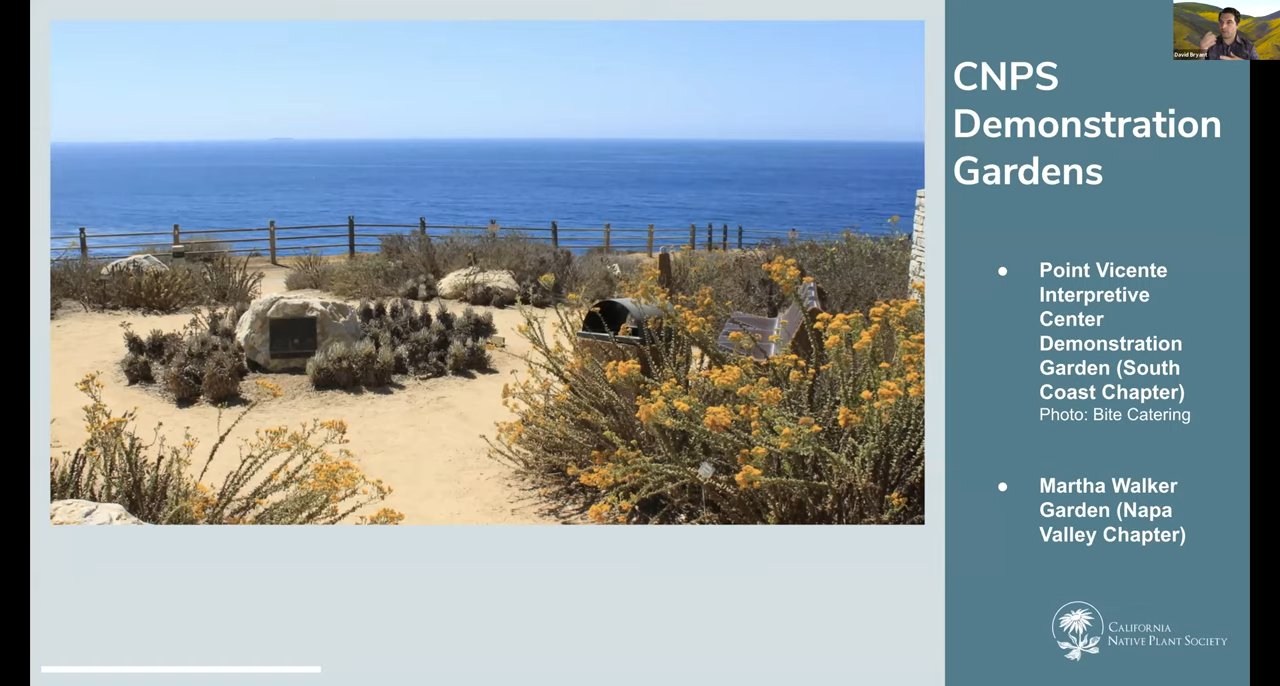 David Bryant
CNPS
Demonstration
Gardens
● Point Vicente
Interpretive
Center
Demonstration
Garden (South
Coast Chapter)
Photo: Bite Catering
● Martha Walker
Garden (Napa
Valley Chapter)
CALIFORNIA
NATIVE PLANT SOCIETY